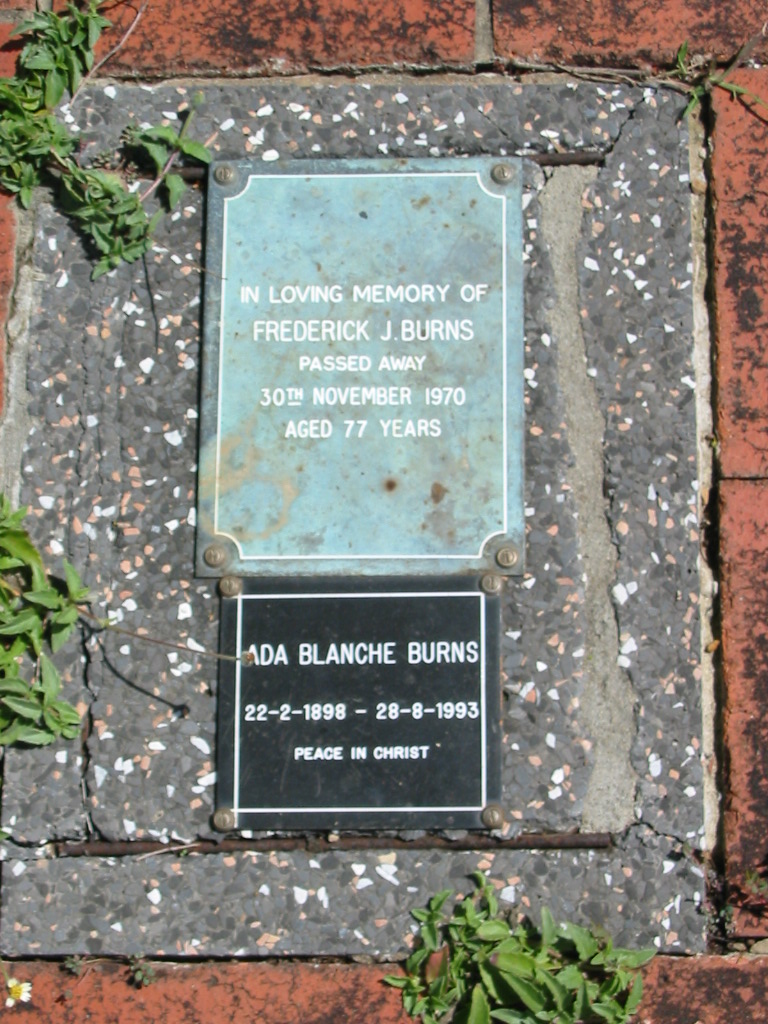 IN LOVING MEMORY OF
FREDERICK J. BURNS
PASSED AWAY
30TH NOVEMBER 1970
AGED 77 YEARS
ADA BLANCHE BURNS
22-2-1898 - 28-8-1993
PEACE IN CHRIST